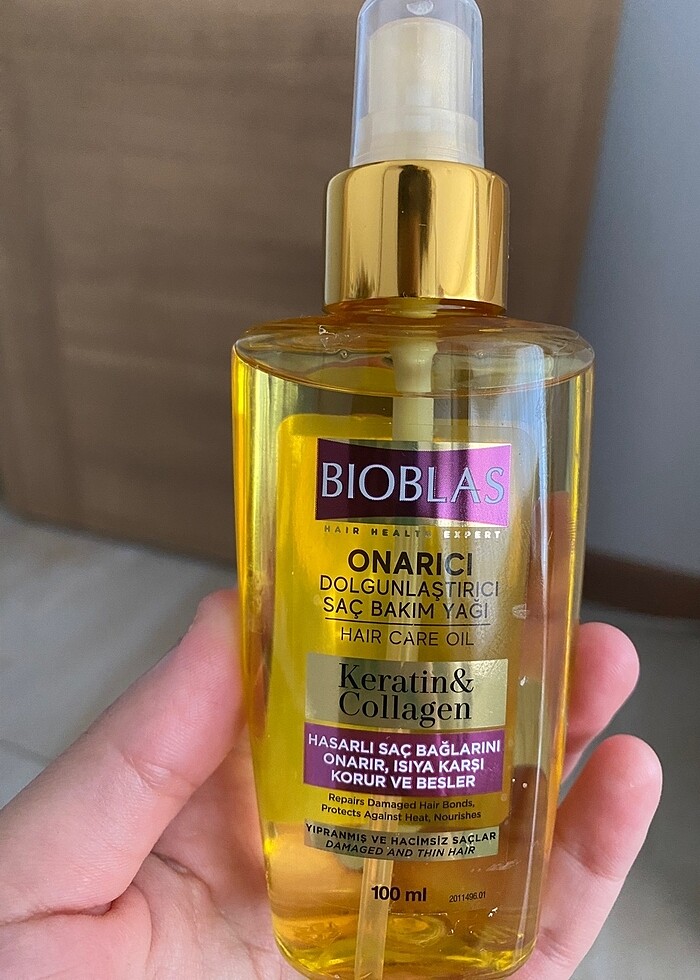 BIOBLAS
HAIR HEALTH EXPERT
ONARICI
DOLGUNLAŞTIRICI
SAÇ BAKIM YAĞI
HAIR CARE OIL
Keratin&
Collagen
HASARLI SAÇ BAĞLARINI
ONARIR, ISIYA KARŞI
KORUR VE BESLER
Repairs Damaged Hair Bonds,
Protects Against Heat, Nourishes
YIPRANMIŞ VE HACİMSİZ SAÇLAR
DAMAGED AND THIN HAIR
100 ml
2011496.01